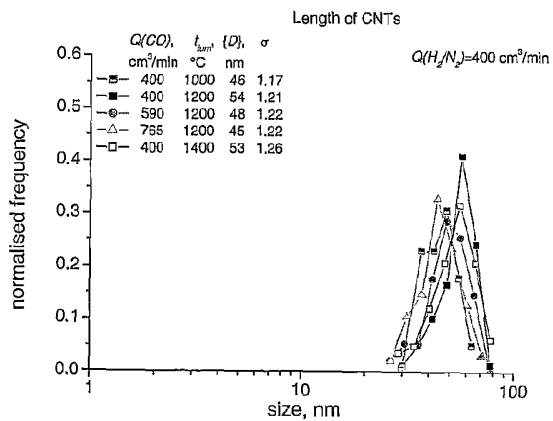 Length of CNTs
Q(CO), t_furn, {D}, σ
cm³/min °C nm
400 1000 46 1.17
400 1200 54 1.21
590 1200 48 1.22
765 1200 45 1.22
400 1400 53 1.26
Q(H₂/N₂)=400 cm³/min
normalised frequency
0.6
0.5
0.4
0.3
0.2
0.1
0.0
1 10 100
size, nm